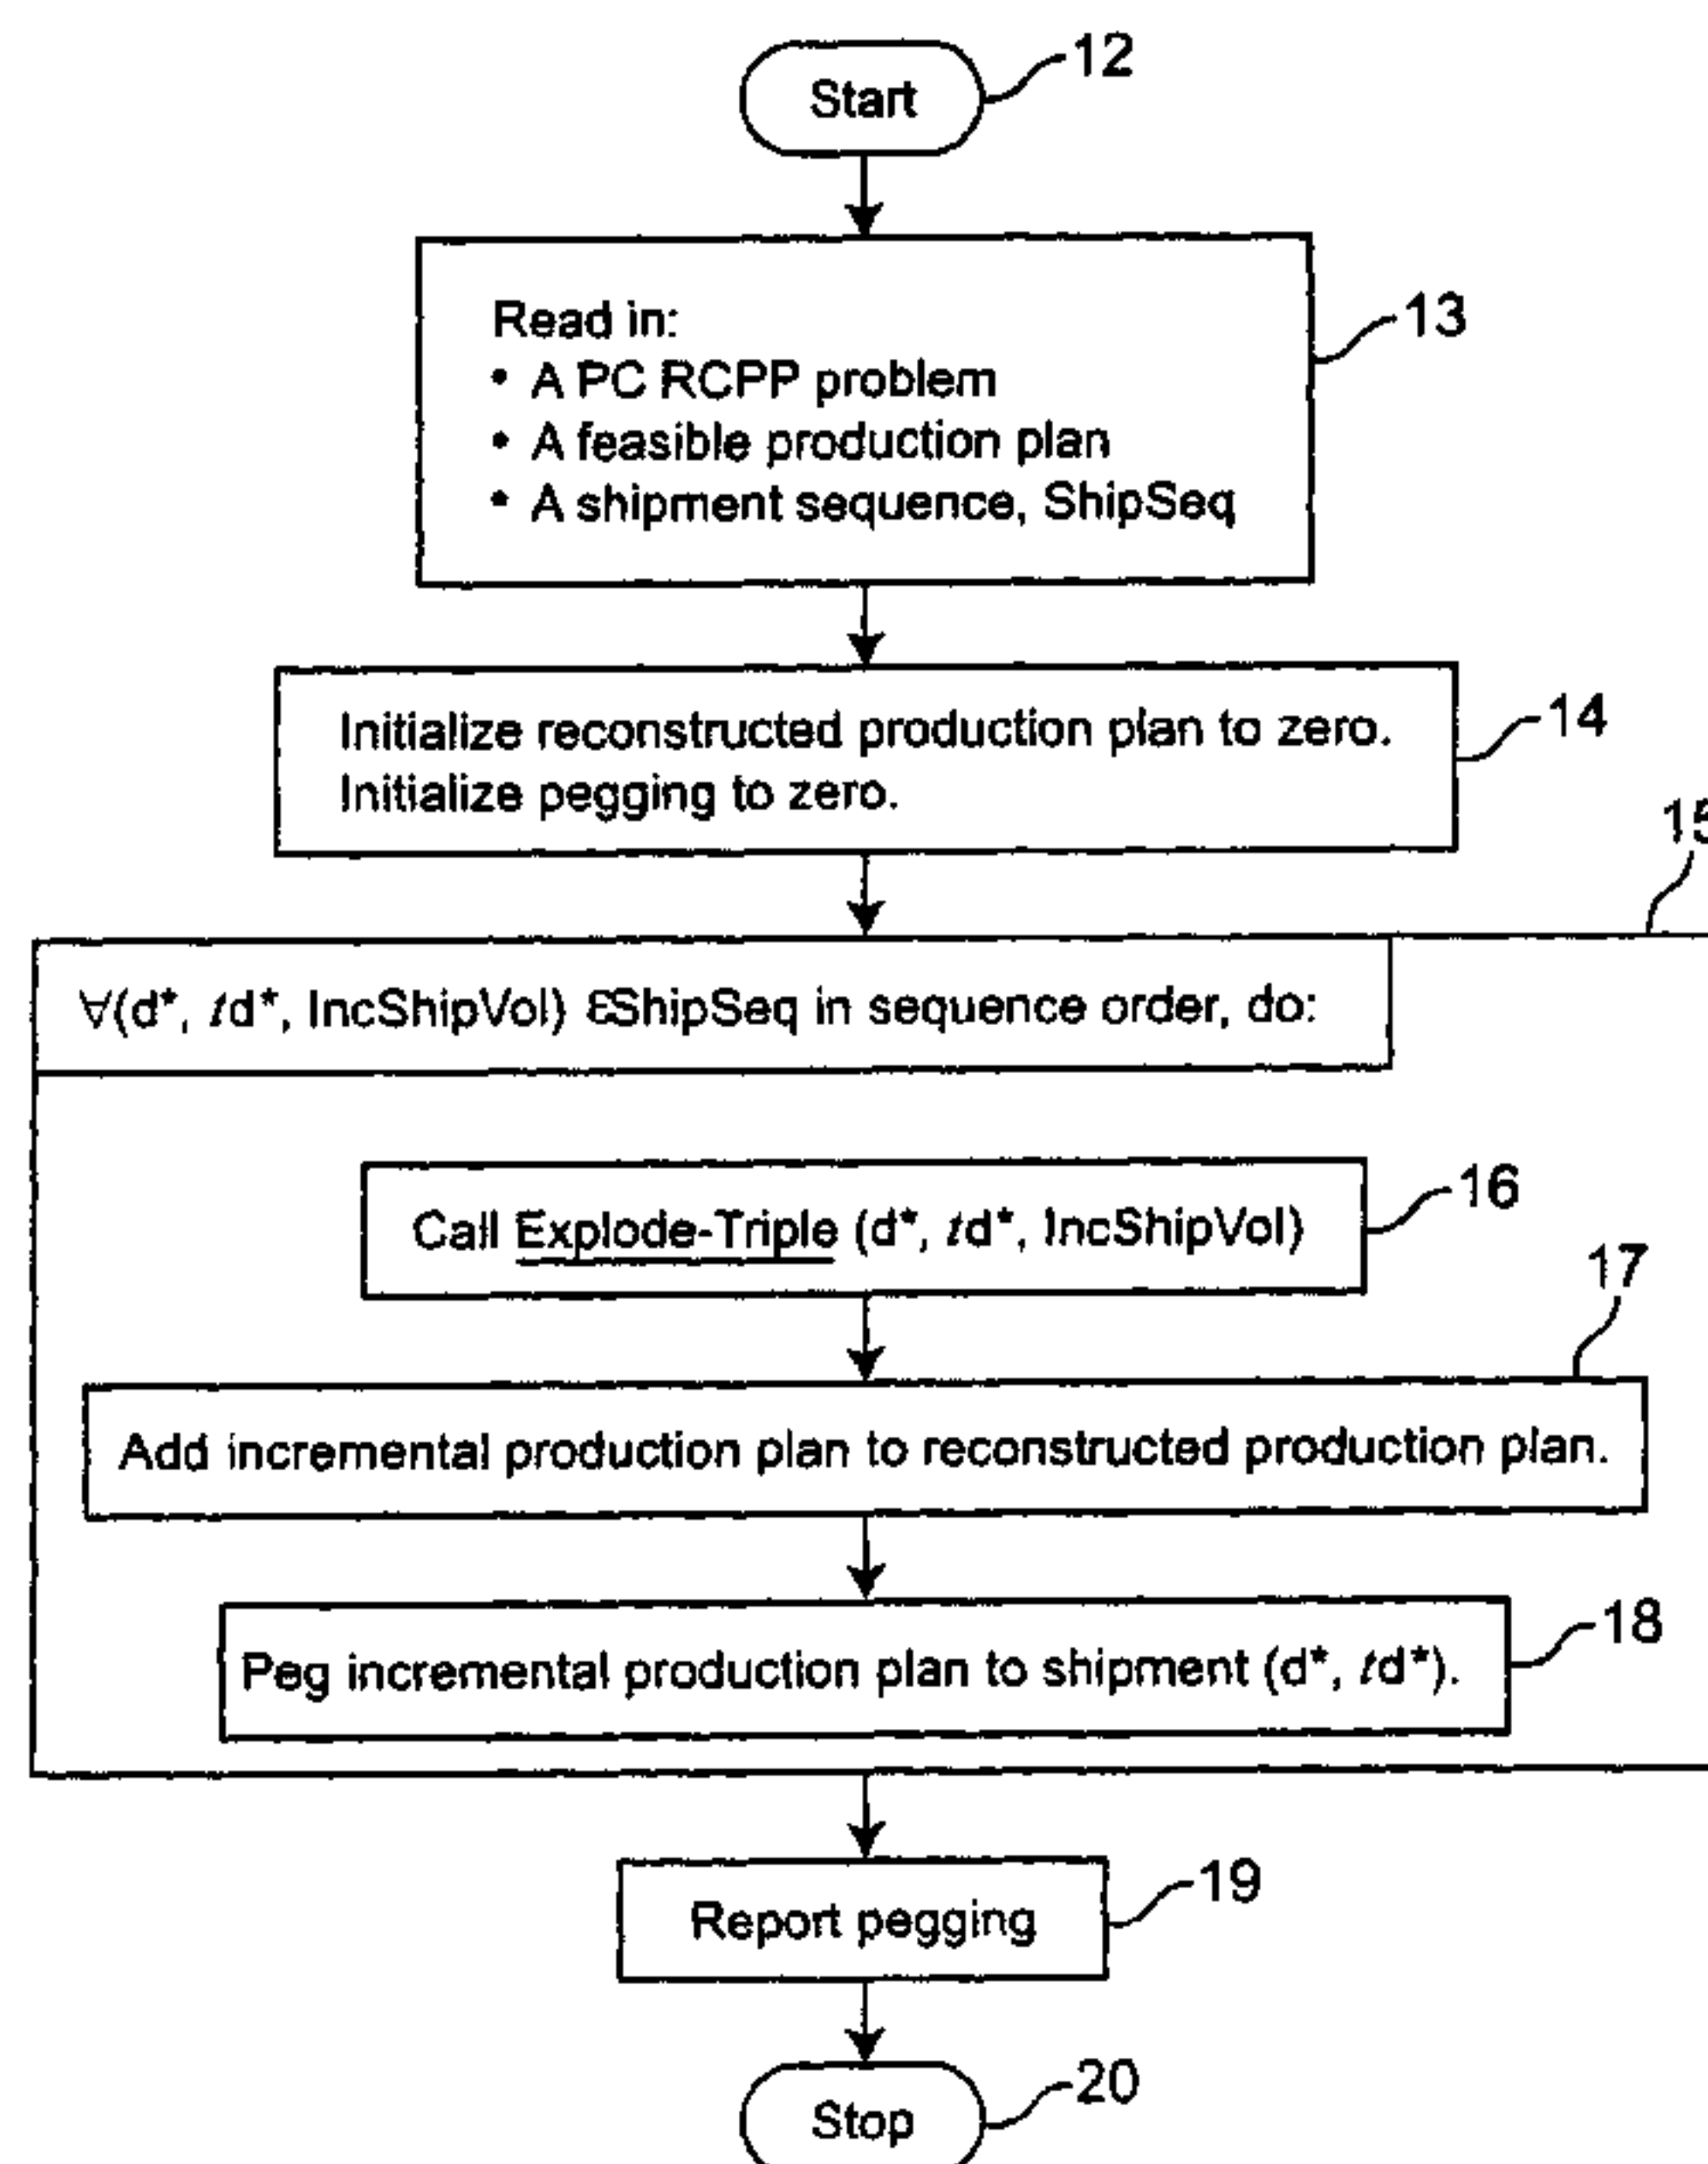 Start
12
Read in:
• A PC RCPP problem
• A feasible production plan
• A shipment sequence, ShipSeq
13
Initialize reconstructed production plan to zero.
Initialize pegging to zero.
14
15
∀(d*, td*, IncShipVol) ƐShipSeq in sequence order, do:
Call Explode-Triple (d*, td*, IncShipVol)
16
17
Add incremental production plan to reconstructed production plan.
Peg incremental production plan to shipment (d*, td*).
18
Report pegging
19
Stop
20